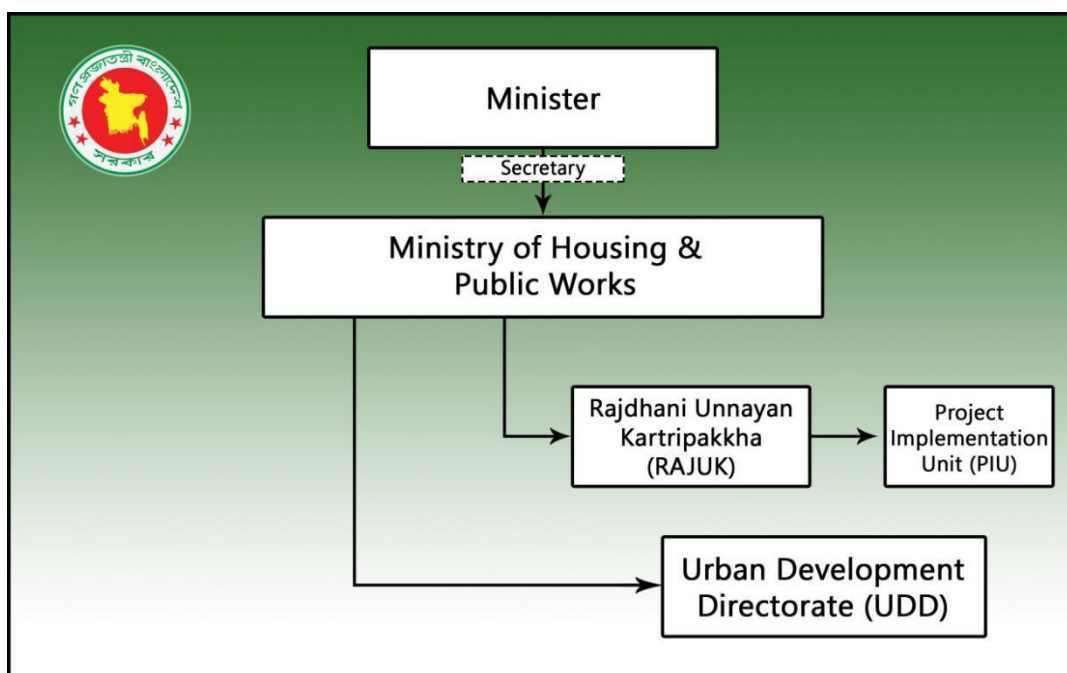 গণপ্রজাতন্ত্রী বাংলাদেশ
সরকার
Minister
Secretary
Ministry of Housing &
Public Works
Rajdhani Unnayan
Kartripakkha
(RAJUK)
Project
Implementation
Unit (PIU)
Urban Development
Directorate (UDD)